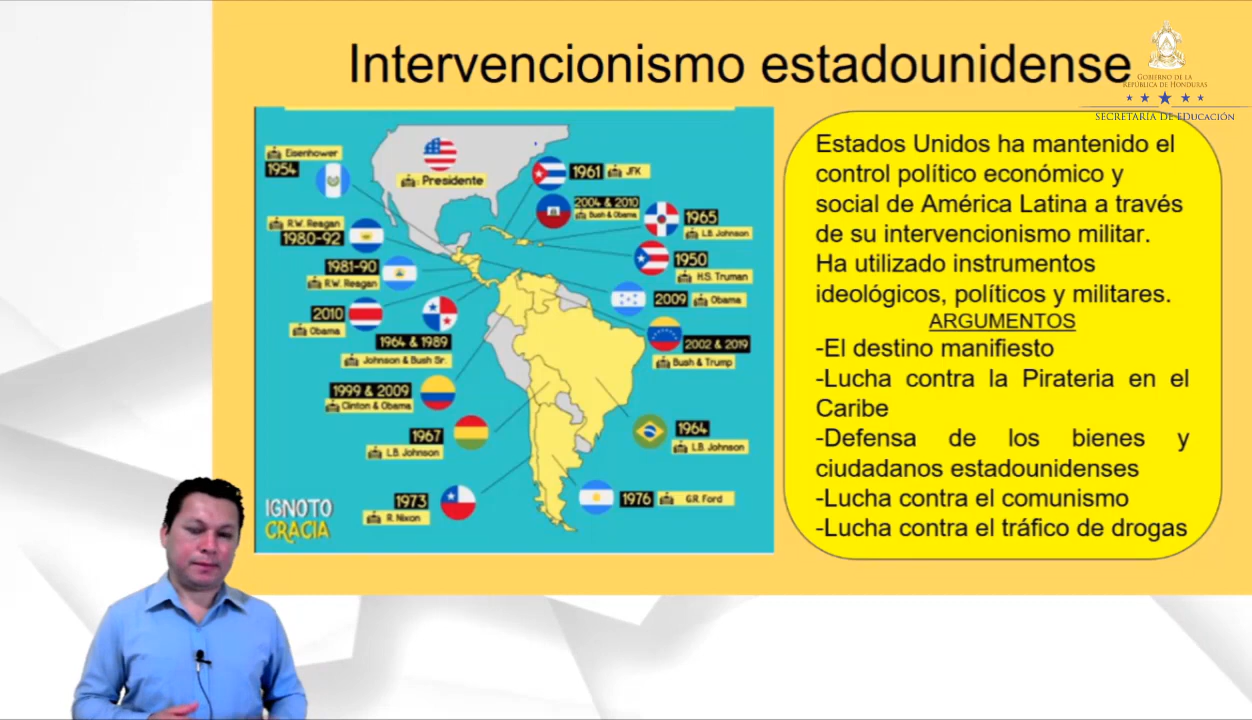 Intervencionismo estadounidense
GOBIERNO DE LA
REPÚBLICA DE HONDURAS
SECRETARÍA DE EDUCACIÓN
Eisenhower
1954
: Presidente
1961
JFK
2004 & 2010
Bush & Obama
1965
L.B. Johnson
R.W. Reagan
1980-92
1981-90
R.W. Reagan
1950
H.S. Truman
2009
Obama
2010
Obama
1964 & 1989
Johnson & Bush Sr.
2002 & 2019
Bush & Trump
1999 & 2009
Clinton & Obama
1967
L.B. Johnson
1964
L.B. Johnson
1973
R. Nixon
1976
G.R. Ford
IGNOTO
CRACIA
Estados Unidos ha mantenido el
control político económico y
social de América Latina a través
de su intervencionismo militar.
Ha utilizado instrumentos
ideológicos, políticos y militares.
ARGUMENTOS
-El destino manifiesto
-Lucha contra la Pirateria en el
Caribe
-Defensa de los bienes y
ciudadanos estadounidenses
-Lucha contra el comunismo
-Lucha contra el tráfico de drogas